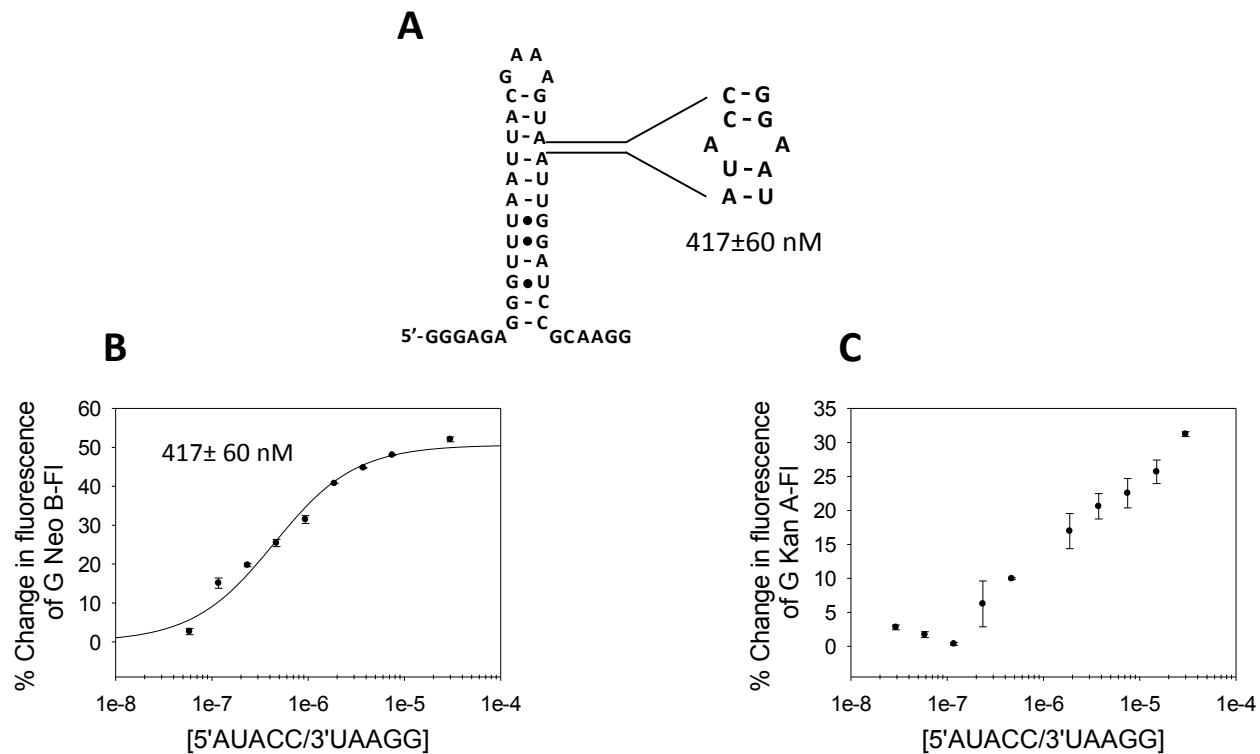 A
A A
G A
C-G
A-U
U-A
U-A
A-U
A-U
U●G
U●G
U-A
G●U
G-C
G-C
5'-GGGAGA GCAAGG
C-G
C-G
A A
U-A
A-U
417±60 nM
B
% Change in fluorescence
of G Neo B-Fl
60
50
40
30
20
10
0
417± 60 nM
1e-8 1e-7 1e-6 1e-5 1e-4
[5'AUACC/3'UAAGG]
C
% Change in fluorescence
of G Kan A-Fl
35
30
25
20
15
10
5
0
1e-8 1e-7 1e-6 1e-5 1e-4
[5'AUACC/3'UAAGG]